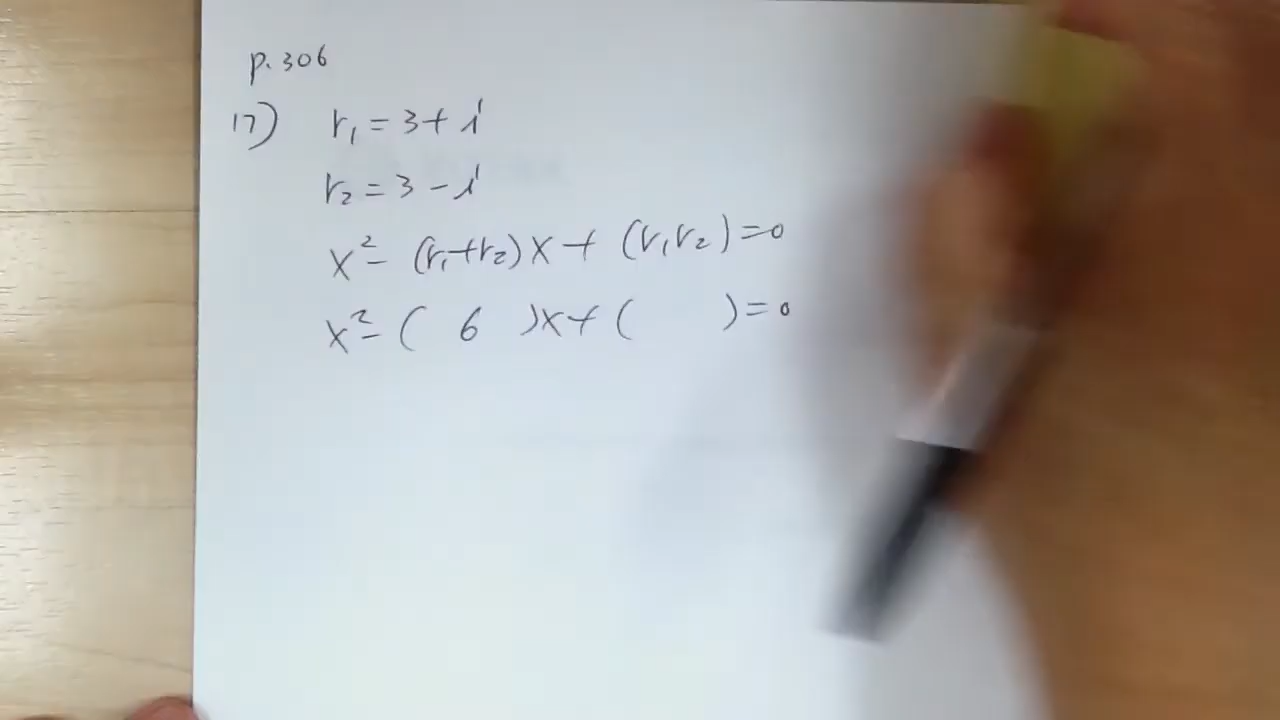 p.306
17) r₁ = 3 + i
r₂ = 3 - i
x² - (r₁+r₂)x + (r₁r₂) = 0
x² - ( 6 )x + ( ) = 0